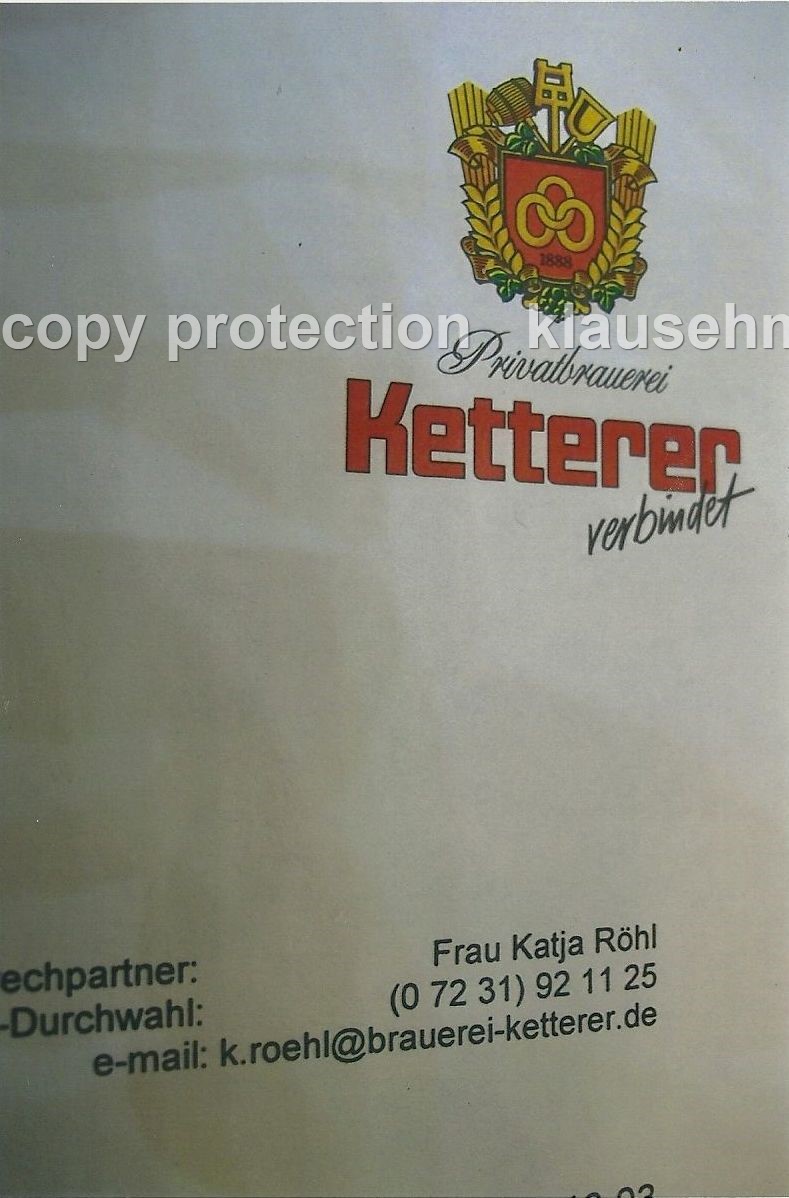 1888
copy protection klausehm
Privatbrauerei
Ketterer
verbindet
echpartner: Frau Katja Röhl
-Durchwahl: (0 72 31) 92 11 25
e-mail: k.roehl@brauerei-ketterer.de